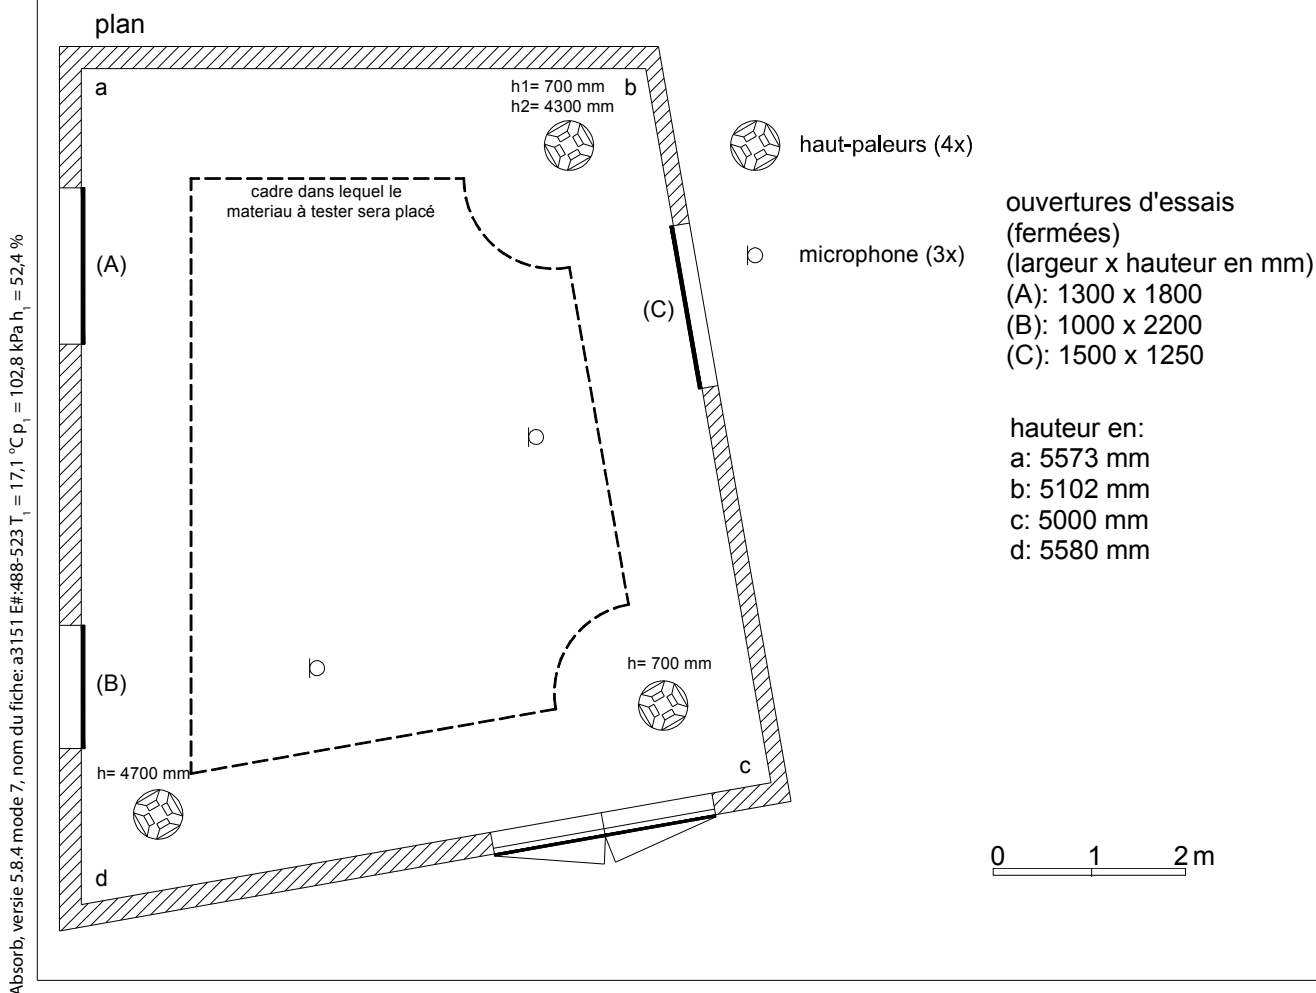 plan
a
h1= 700 mm
h2= 4300 mm
b
haut-paleurs (4x)
cadre dans lequel le
materiau à tester sera placé
ouvertures d'essais
(fermées)
(largeur x hauteur en mm)
(A): 1300 x 1800
(B): 1000 x 2200
(C): 1500 x 1250
(A)
microphone (3x)
(C)
hauteur en:
a: 5573 mm
b: 5102 mm
c: 5000 mm
d: 5580 mm
(B)
h= 700 mm
h= 4700 mm
c
d
0 1 2 m
Absorb, versie 5.8.4 mode 7, nom du fiche: a3151 E#:488-523 T₁ = 17,1 °C p₁ = 102,8 kPa h₁ = 52,4 %